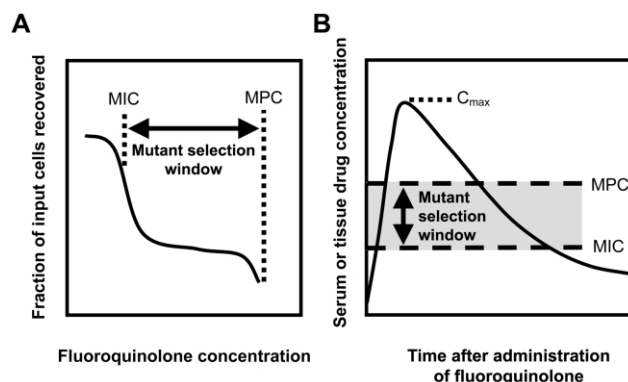 A
Fraction of input cells recovered
MIC
MPC
Mutant selection
window
Fluoroquinolone concentration
B
Serum or tissue drug concentration
Cmax
MPC
Mutant
selection
window
MIC
Time after administration
of fluoroquinolone